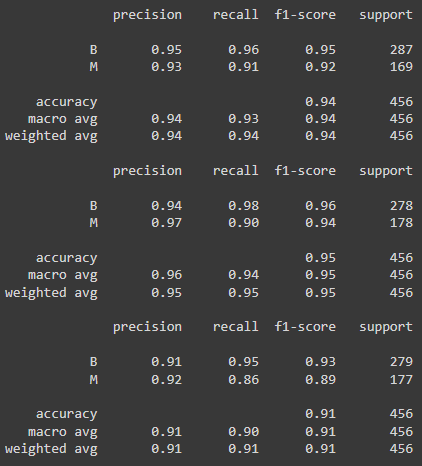 precision recall f1-score support
B 0.95 0.96 0.95 287
M 0.93 0.91 0.92 169
accuracy 0.94 456
macro avg 0.94 0.93 0.94 456
weighted avg 0.94 0.94 0.94 456
precision recall f1-score support
B 0.94 0.98 0.96 278
M 0.97 0.90 0.94 178
accuracy 0.95 456
macro avg 0.96 0.94 0.95 456
weighted avg 0.95 0.95 0.95 456
precision recall f1-score support
B 0.91 0.95 0.93 279
M 0.92 0.86 0.89 177
accuracy 0.91 456
macro avg 0.91 0.90 0.91 456
weighted avg 0.91 0.91 0.91 456